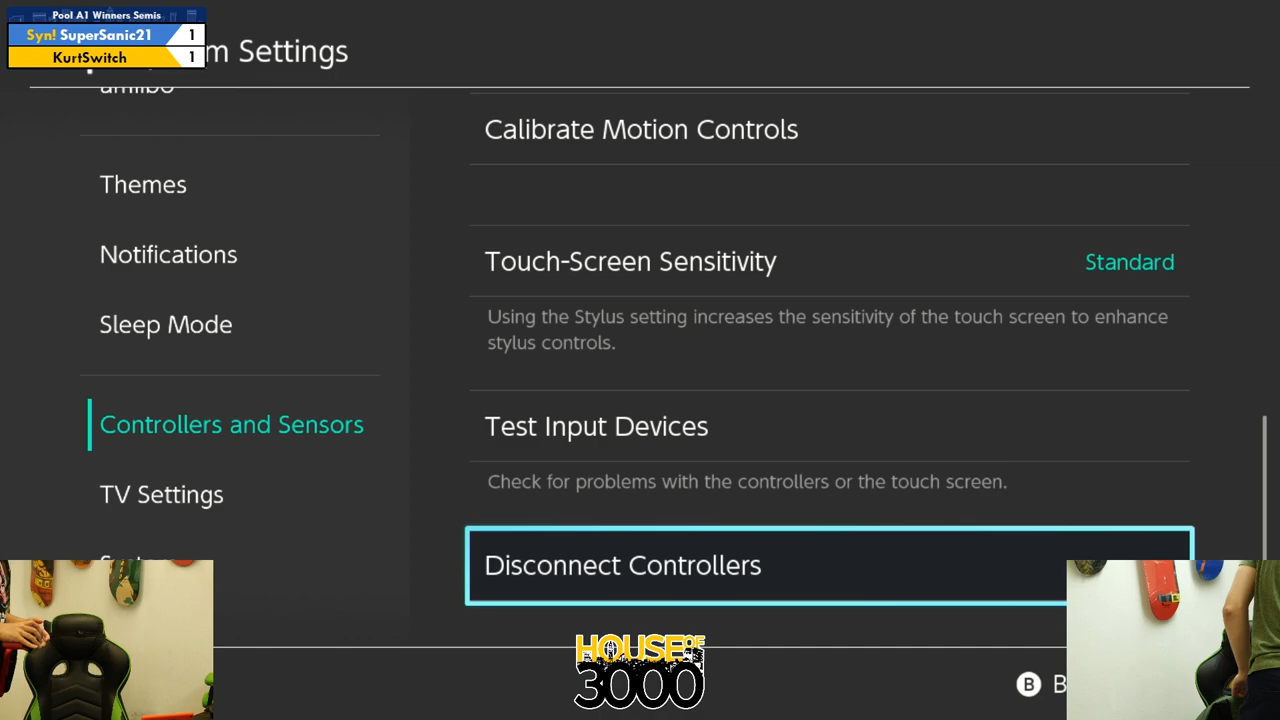 Pool A1 Winners Semis
Syn! SuperSanic21 1
KurtSwitch 1
m Settings
amiibo
Themes
Notifications
Sleep Mode
Controllers and Sensors
TV Settings
Calibrate Motion Controls
Touch-Screen Sensitivity Standard
Using the Stylus setting increases the sensitivity of the touch screen to enhance
stylus controls.
Test Input Devices
Check for problems with the controllers or the touch screen.
Disconnect Controllers
HOUSE OF
3000
B B